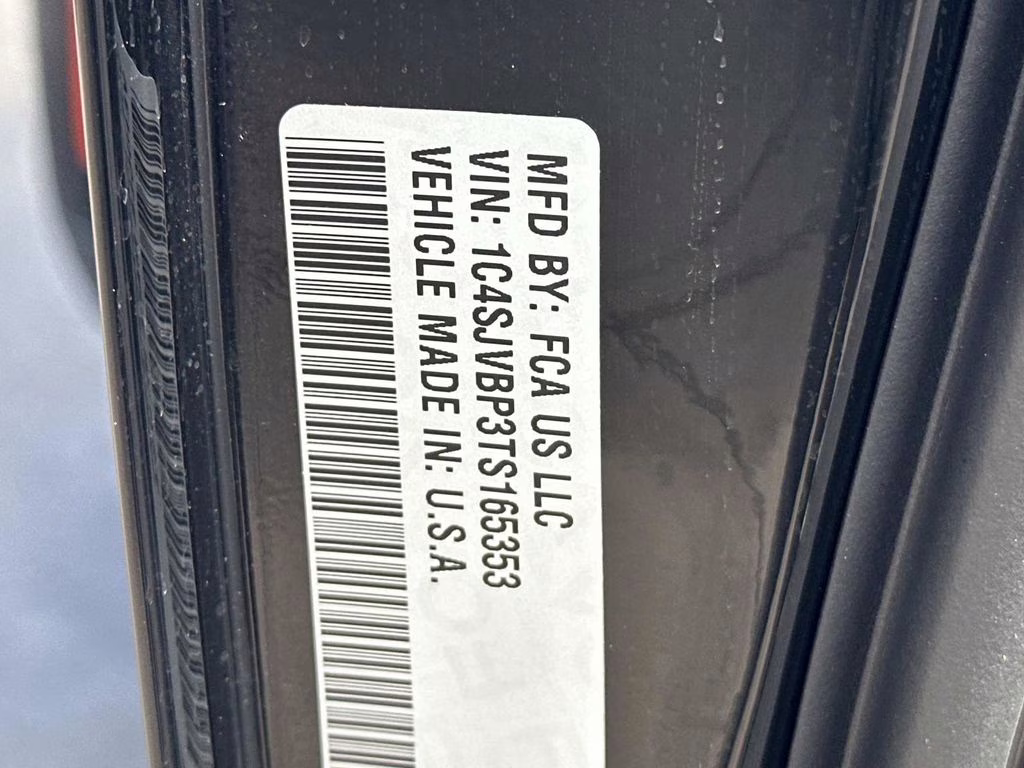 MFD BY: FCA US LLC
VIN: 1C4SJVBP3TS165353
VEHICLE MADE IN: U.S.A.